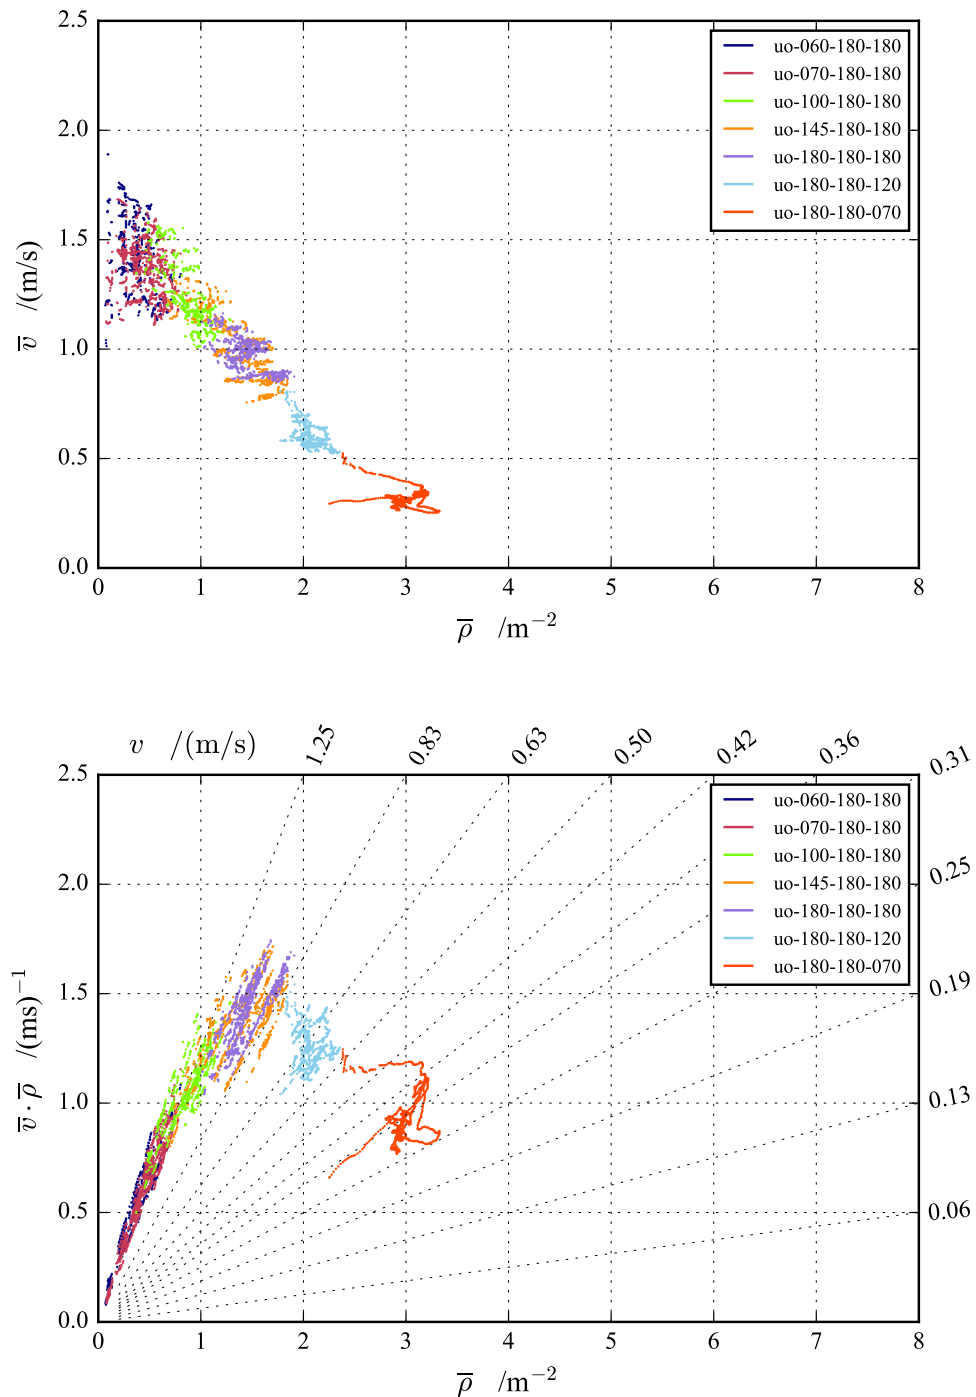 2.5
2.0
1.5
1.0
0.5
0.0
v̅ /(m/s)
uo-060-180-180
uo-070-180-180
uo-100-180-180
uo-145-180-180
uo-180-180-180
uo-180-180-120
uo-180-180-070
0 1 2 3 4 5 6 7 8
ρ̅ /m⁻²
v /(m/s) 1.25 0.83 0.63 0.50 0.42 0.36 0.31
0.25
0.19
0.13
0.06
2.5
2.0
1.5
1.0
0.5
0.0
v̅ · ρ̅ /(ms)⁻¹
uo-060-180-180
uo-070-180-180
uo-100-180-180
uo-145-180-180
uo-180-180-180
uo-180-180-120
uo-180-180-070
0 1 2 3 4 5 6 7 8
ρ̅ /m⁻²